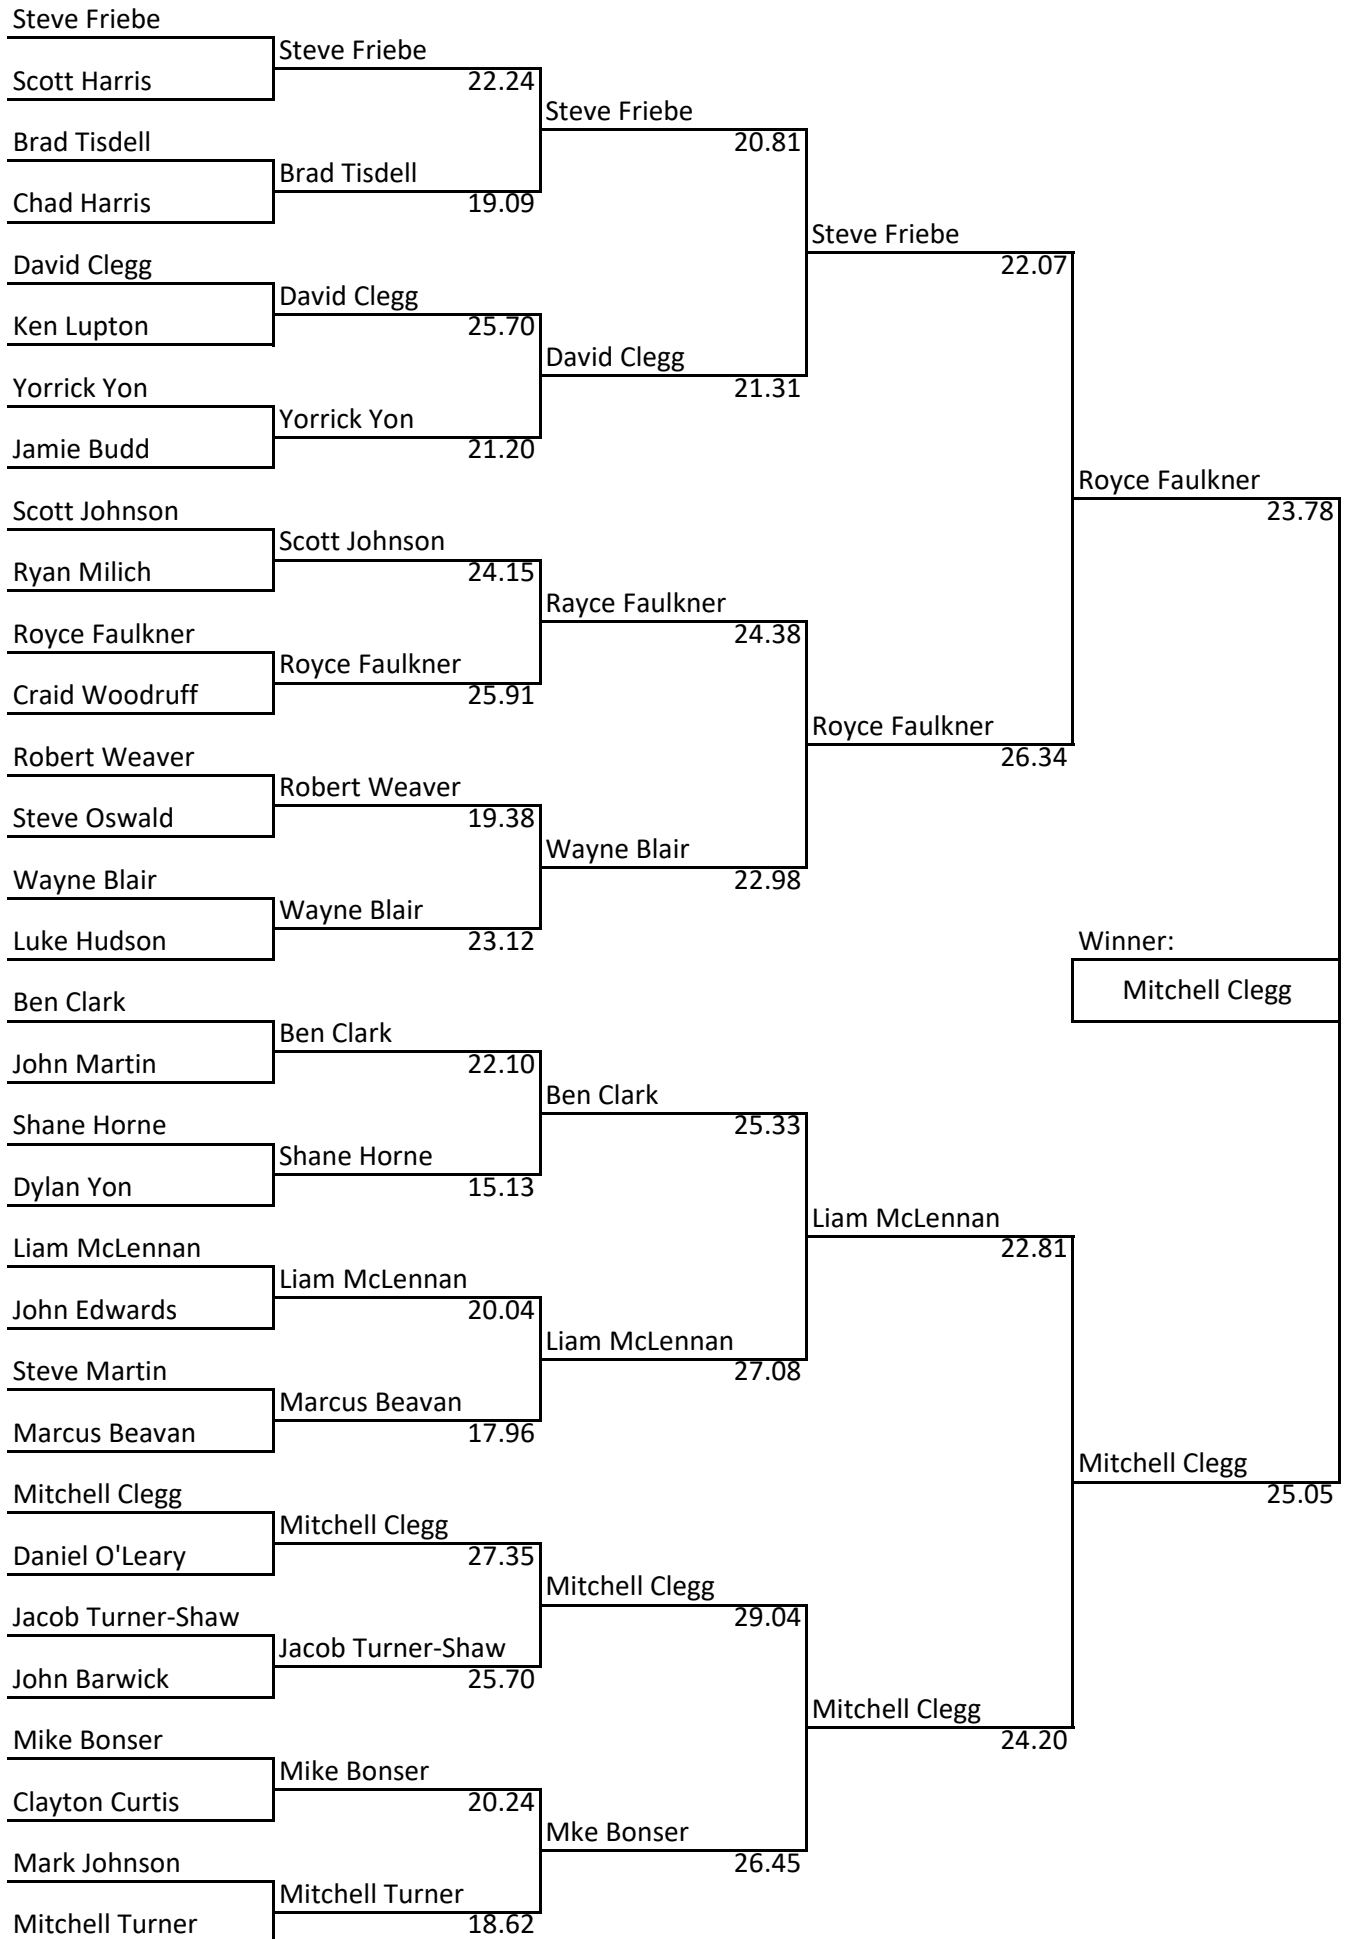 Steve Friebe
Steve Friebe
Scott Harris
22.24
Steve Friebe
Brad Tisdell
20.81
Brad Tisdell
Chad Harris
19.09
Steve Friebe
David Clegg
22.07
David Clegg
Ken Lupton
25.70
David Clegg
Yorrick Yon
21.31
Yorrick Yon
Jamie Budd
21.20
Royce Faulkner
Scott Johnson
23.78
Scott Johnson
Ryan Milich
24.15
Rayce Faulkner
Royce Faulkner
24.38
Royce Faulkner
Craid Woodruff
25.91
Royce Faulkner
Robert Weaver
26.34
Robert Weaver
Steve Oswald
19.38
Wayne Blair
Wayne Blair
22.98
Wayne Blair
Luke Hudson
23.12
Winner:
Mitchell Clegg
Ben Clark
Ben Clark
John Martin
22.10
Ben Clark
Shane Horne
25.33
Shane Horne
Dylan Yon
15.13
Liam McLennan
Liam McLennan
22.81
Liam McLennan
John Edwards
20.04
Liam McLennan
Steve Martin
27.08
Marcus Beavan
Marcus Beavan
17.96
Mitchell Clegg
Mitchell Clegg
25.05
Mitchell Clegg
Daniel O'Leary
27.35
Mitchell Clegg
Jacob Turner-Shaw
29.04
Jacob Turner-Shaw
John Barwick
25.70
Mitchell Clegg
Mike Bonser
24.20
Mike Bonser
Clayton Curtis
20.24
Mke Bonser
Mark Johnson
26.45
Mitchell Turner
Mitchell Turner
18.62